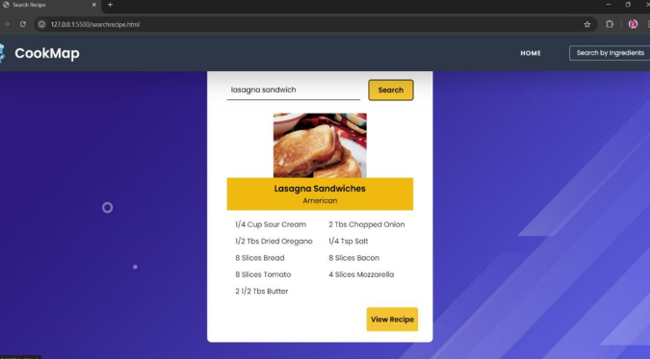 Search Recipe
127.0.0.1:5500/searchrecipe.html
CookMap
HOME
Search by Ingredients
lasagna sandwich
Search
Lasagna Sandwiches
American
1/4 Cup Sour Cream
2 Tbs Chopped Onion
1/2 Tbs Dried Oregano
1/4 Tsp Salt
8 Slices Bread
8 Slices Bacon
8 Slices Tomato
4 Slices Mozzarella
2 1/2 Tbs Butter
View Recipe